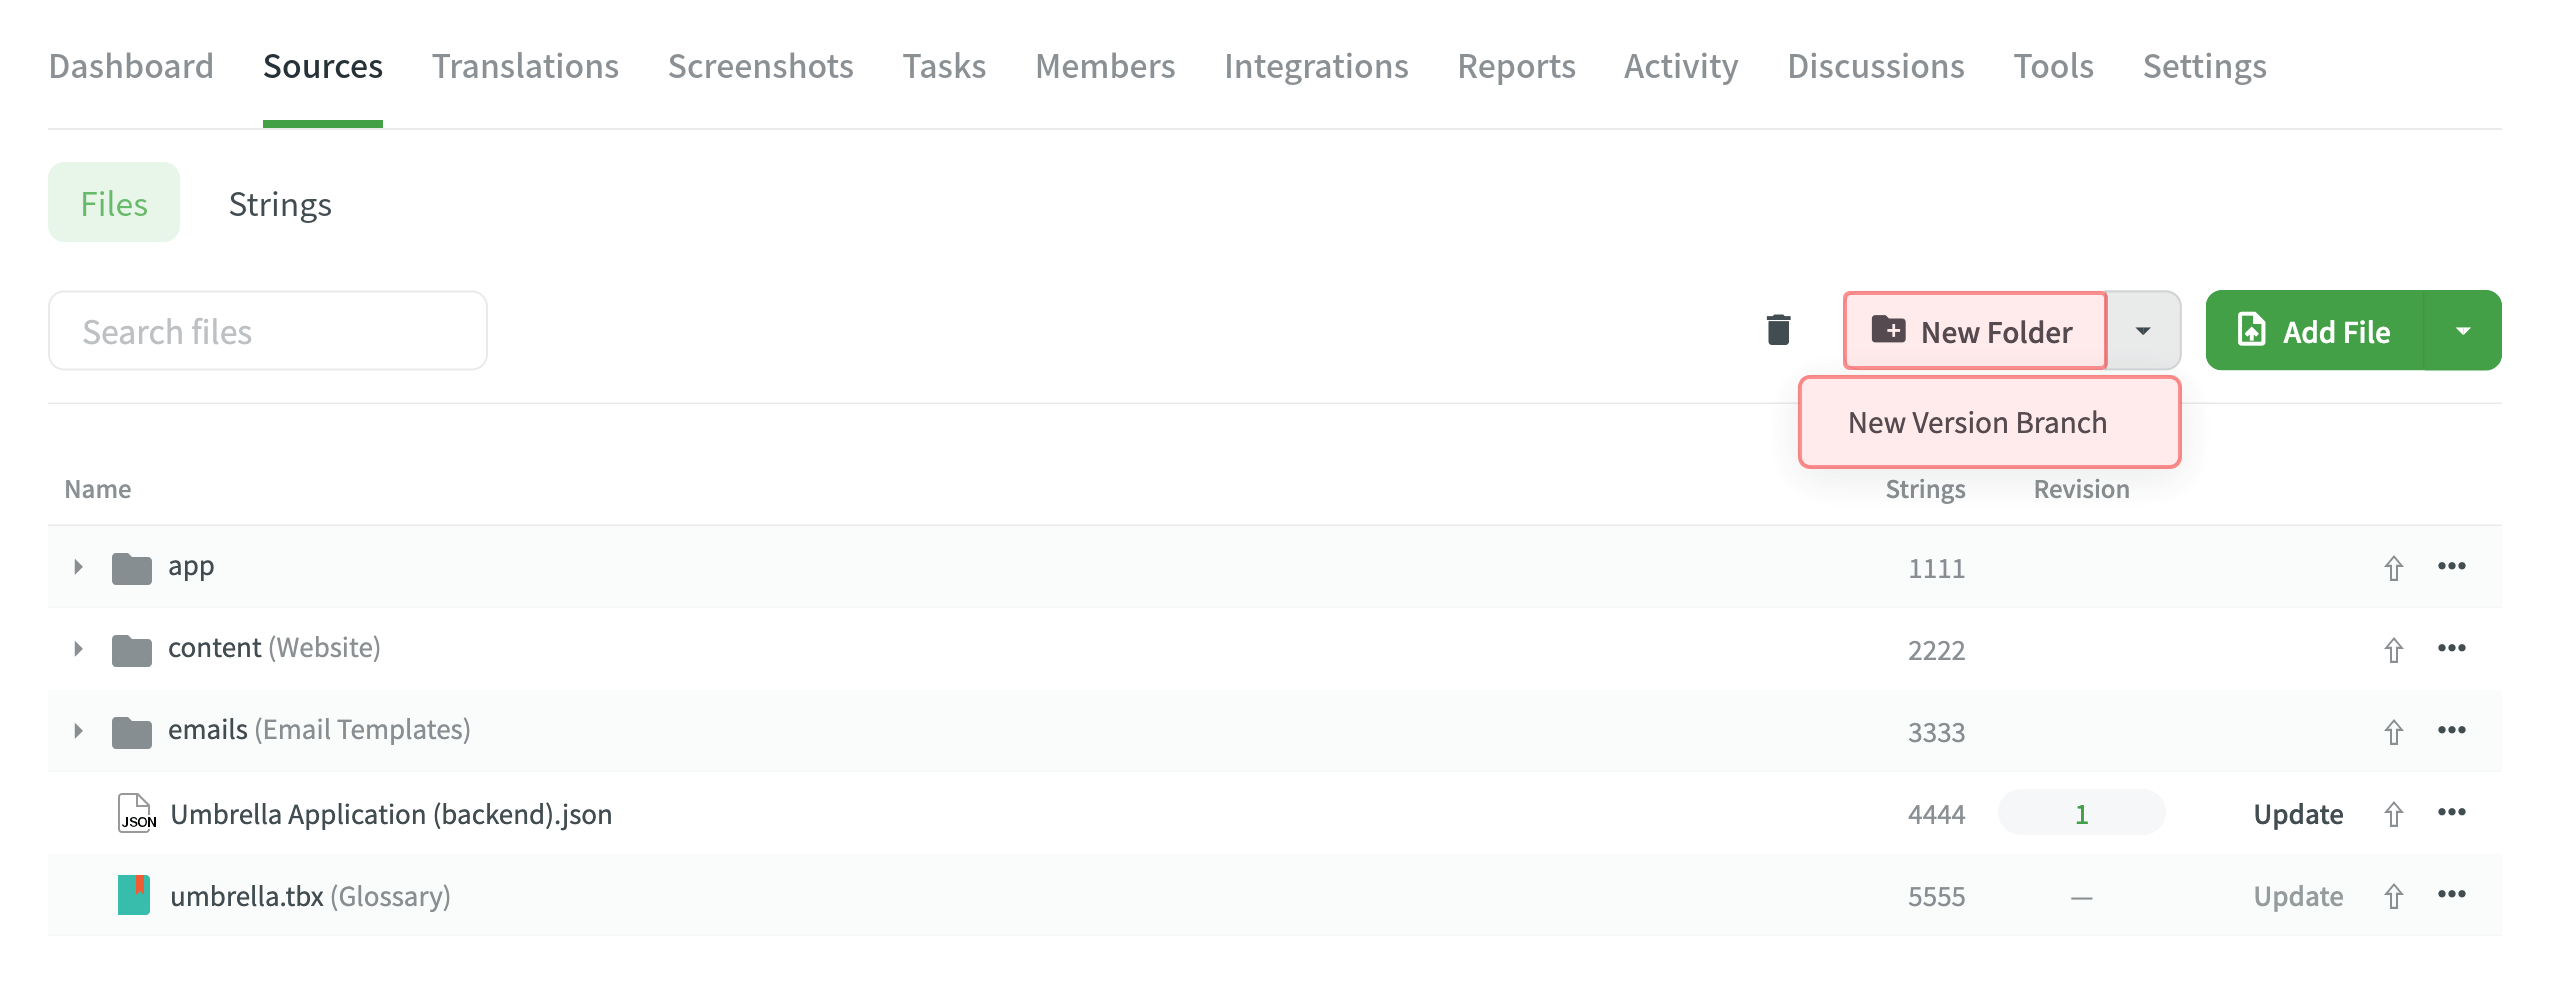 Dashboard Sources Translations Screenshots Tasks Members Integrations Reports Activity Discussions Tools Settings
Files Strings
Search files New Folder Add File
New Version Branch
Name Strings Revision
app 1111
content (Website) 2222
emails (Email Templates) 3333
JSON Umbrella Application (backend).json 4444 1 Update
umbrella.tbx (Glossary) 5555 — Update